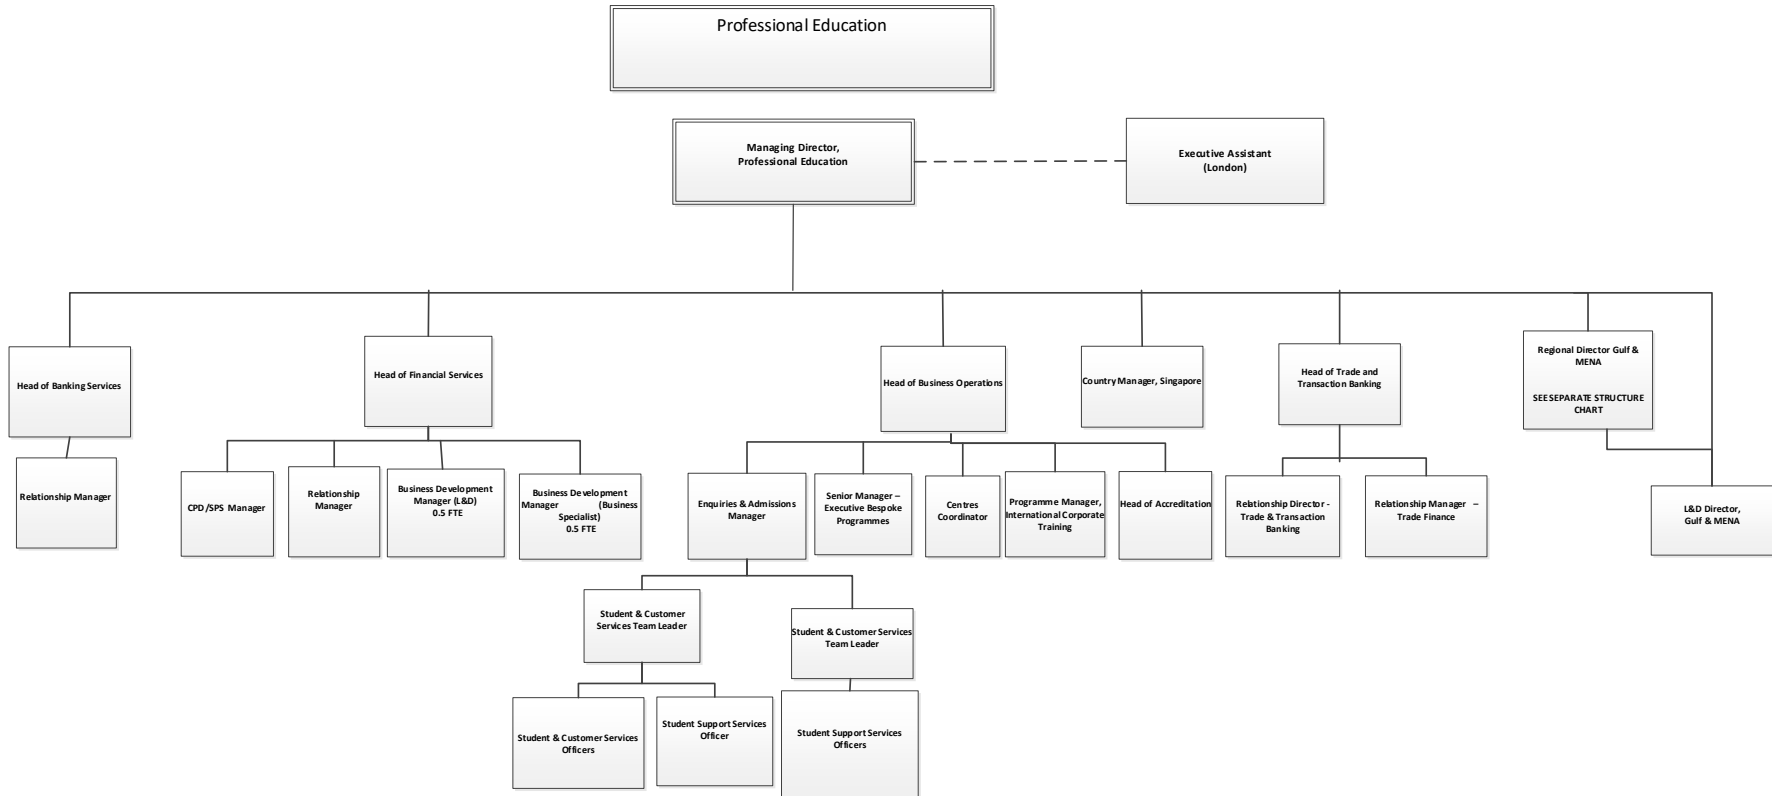 Professional Education
Managing Director,
Professional Education
Executive Assistant
(London)
Head of Banking Services
Head of Financial Services
Head of Business Operations
Country Manager, Singapore
Head of Trade and
Transaction Banking
Regional Director Gulf &
MENA
SEE SEPARATE STRUCTURE
CHART
Relationship Manager
CPD/SPS Manager
Relationship
Manager
Business Development
Manager (L&D)
0.5 FTE
Business Development
Manager (Business
Specialist)
0.5 FTE
Enquiries & Admissions
Manager
Senior Manager –
Executive Bespoke
Programmes
Centres
Coordinator
Programme Manager,
International Corporate
Training
Head of Accreditation
Relationship Director -
Trade & Transaction
Banking
Relationship Manager –
Trade Finance
L&D Director,
Gulf & MENA
Student & Customer
Services Team Leader
Student & Customer Services
Team Leader
Student & Customer Services
Officers
Student Support Services
Officer
Student Support Services
Officers